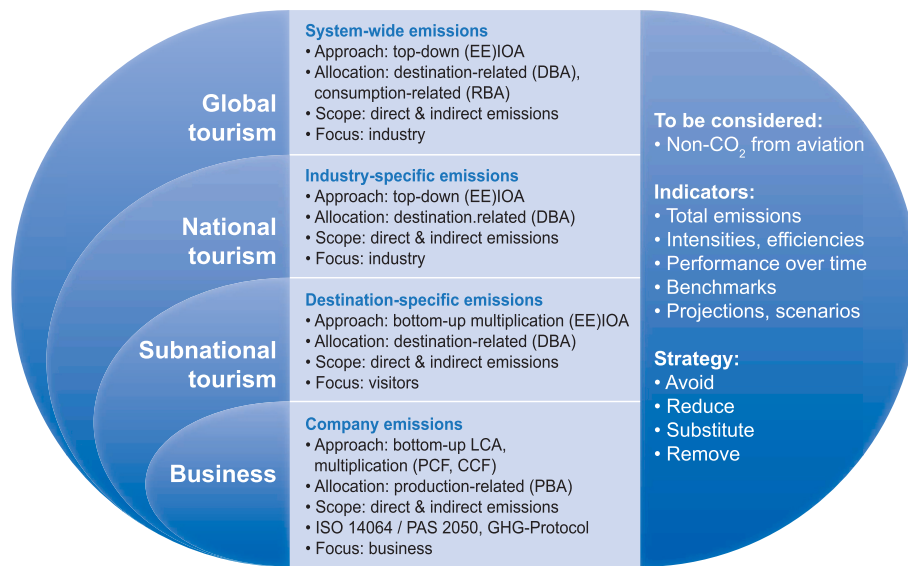 Global
tourism
System-wide emissions
• Approach: top-down (EE)IOA
• Allocation: destination-related (DBA),
consumption-related (RBA)
• Scope: direct & indirect emissions
• Focus: industry
National
tourism
Industry-specific emissions
• Approach: top-down (EE)IOA
• Allocation: destination.related (DBA)
• Scope: direct & indirect emissions
• Focus: industry
Subnational
tourism
Destination-specific emissions
• Approach: bottom-up multiplication (EE)IOA
• Allocation: destination-related (DBA)
• Scope: direct & indirect emissions
• Focus: visitors
Business
Company emissions
• Approach: bottom-up LCA,
multiplication (PCF, CCF)
• Allocation: production-related (PBA)
• Scope: direct & indirect emissions
• ISO 14064 / PAS 2050, GHG-Protocol
• Focus: business
To be considered:
• Non-CO₂ from aviation
Indicators:
• Total emissions
• Intensities, efficiencies
• Performance over time
• Benchmarks
• Projections, scenarios
Strategy:
• Avoid
• Reduce
• Substitute
• Remove